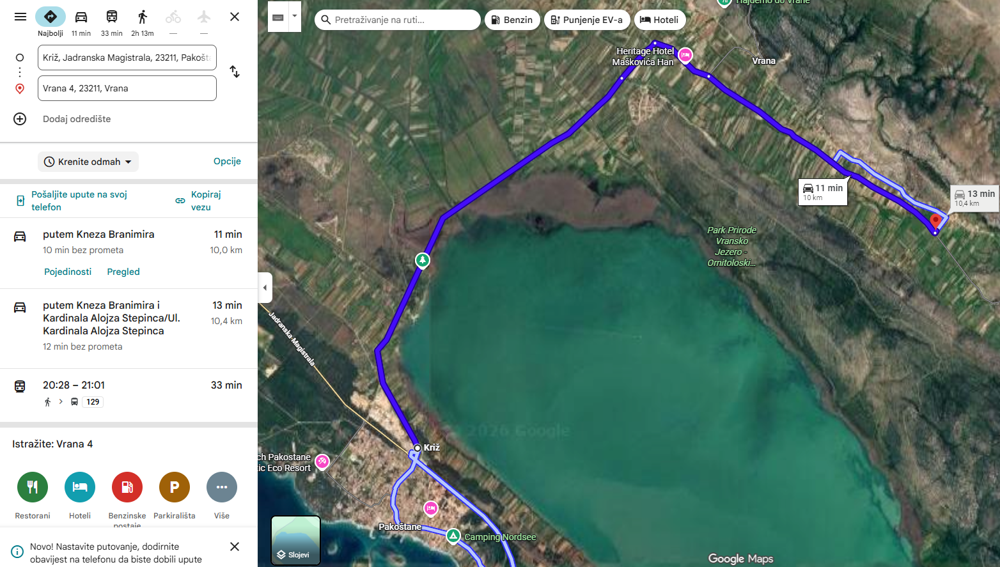 Najbolji
11 min
33 min
2h 13m
—
—
Križ, Jadranska Magistrala, 23211, Pakošt
Vrana 4, 23211, Vrana
Dodaj odredište
Krenite odmah
Opcije
Pošaljite upute na svoj
telefon
Kopiraj
vezu
putem Kneza Branimira
11 min
10 min bez prometa
10,0 km
Pojedinosti
Pregled
putem Kneza Branimira i
Kardinala Alojza Stepinca/Ul.
Kardinala Alojza Stepinca
13 min
10,4 km
12 min bez prometa
20:28 – 21:01
33 min
129
Istražite: Vrana 4
Restorani
Hoteli
Benzinske
postaje
P
Parkirališta
Više
Novo! Nastavite putovanje, dodirnite
obavijest na telefonu da biste dobili upute
Pretraživanje na ruti...
Benzin
Punjenje EV-a
Hoteli
Hajdemo do Vrane
Heritage Hotel
Maškovića Han
Vrana
11 min
10 km
13 min
10,4 km
Park Prirode
Vransko
Jezero -
Ornitoloski...
Jadranska Magistrala
2026 Google
Križ
ch Pakostane
tic Eco Resort
Pakoštane
Camping Nordsee
Slojevi
Google Maps